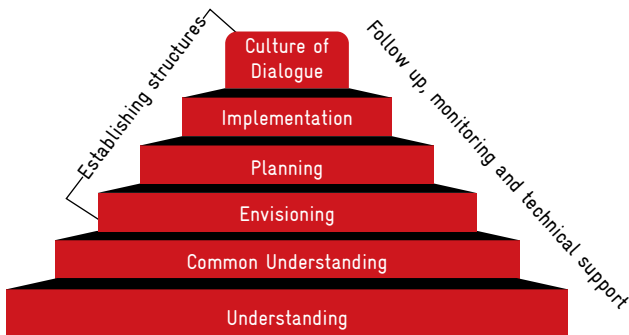 Culture of
Dialogue
Implementation
Planning
Envisioning
Common Understanding
Understanding
Establishing structures
Follow up, monitoring and technical support